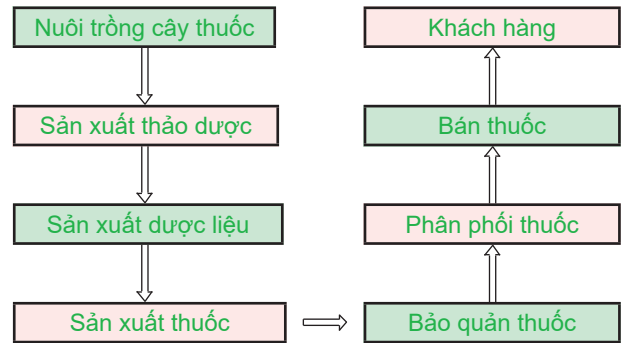 Nuôi trồng cây thuốc
Sản xuất thảo dược
Sản xuất dược liệu
Sản xuất thuốc
Bảo quản thuốc
Phân phối thuốc
Bán thuốc
Khách hàng